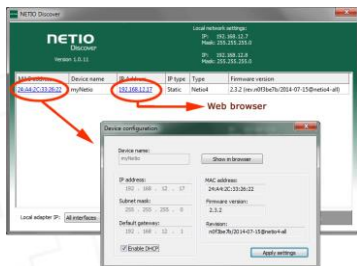 NETIO Discover
Local network settings:
IP: 192.168.12.7
Mask: 255.255.255.0
NETIO
Discover
IP: 192.168.12.8
Mask: 255.255.255.0
Version 1.0.11
MAC address Device name IP Address IP type Type Firmware version
24:A4:2C:33:26:22 myNetio 192.168.12.17 Static Netio4 2.3.2 (rev.n0f3be7b/2014-07-15@netio4-all)
Web browser
Device configuration
Device name:
myNetio
Show in browser
IP address: MAC address:
192 . 168 . 12 . 17 24:A4:2C:33:26:22
Subnet mask: Firmware version:
255 . 255 . 255 . 0 2.3.2
Default gateway: Revision:
192 . 168 . 12 . 1 n0f3be7b/2014-07-15@netio4-all
Local adapter IP: All interfaces
Enable DHCP
Apply settings